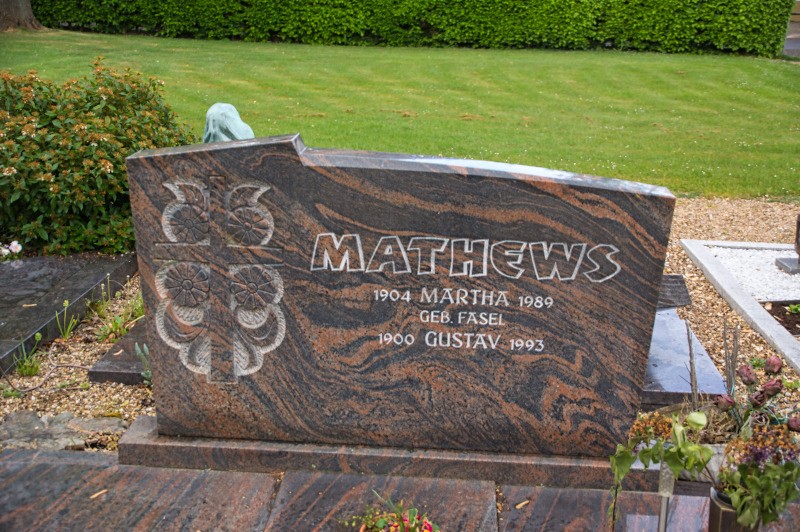 MATHEWS
1904 MARTHA 1989
GEB. FASEL
1900 GUSTAV 1993